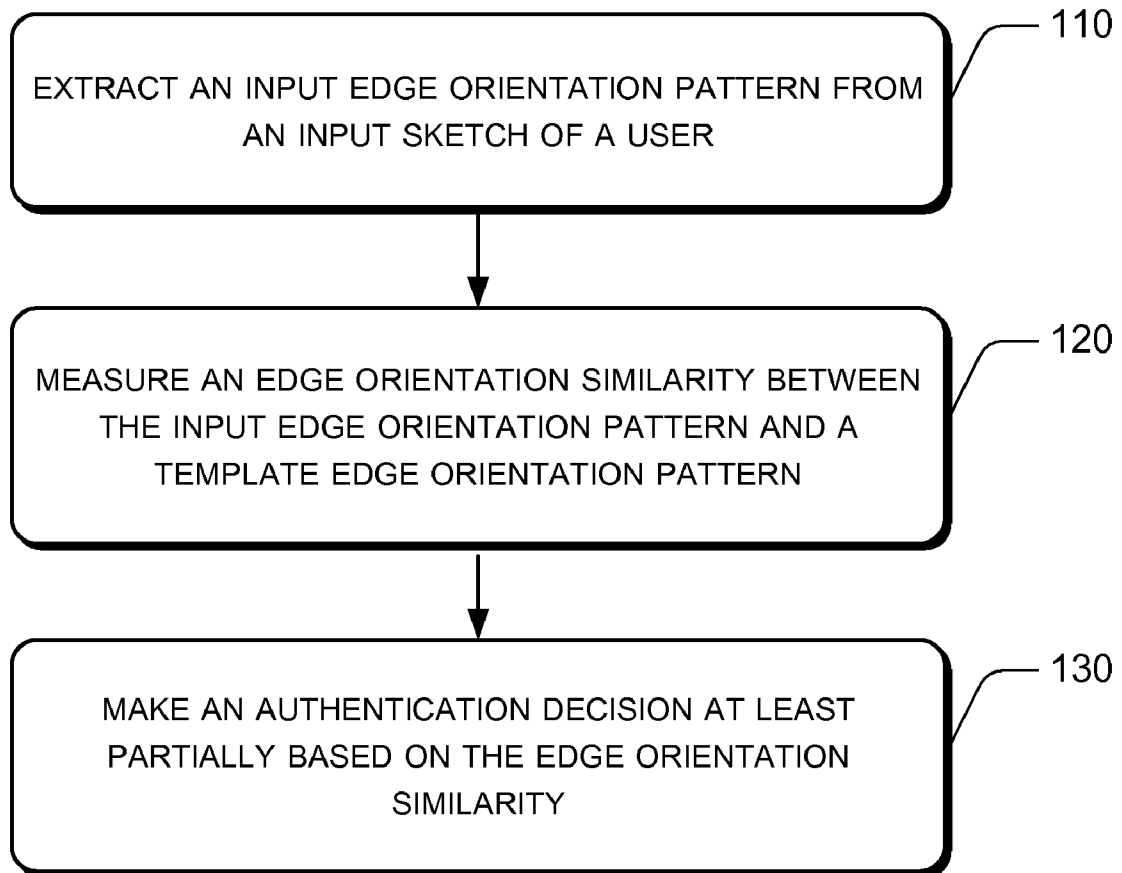 110
EXTRACT AN INPUT EDGE ORIENTATION PATTERN FROM
AN INPUT SKETCH OF A USER
120
MEASURE AN EDGE ORIENTATION SIMILARITY BETWEEN
THE INPUT EDGE ORIENTATION PATTERN AND A
TEMPLATE EDGE ORIENTATION PATTERN
130
MAKE AN AUTHENTICATION DECISION AT LEAST
PARTIALLY BASED ON THE EDGE ORIENTATION
SIMILARITY